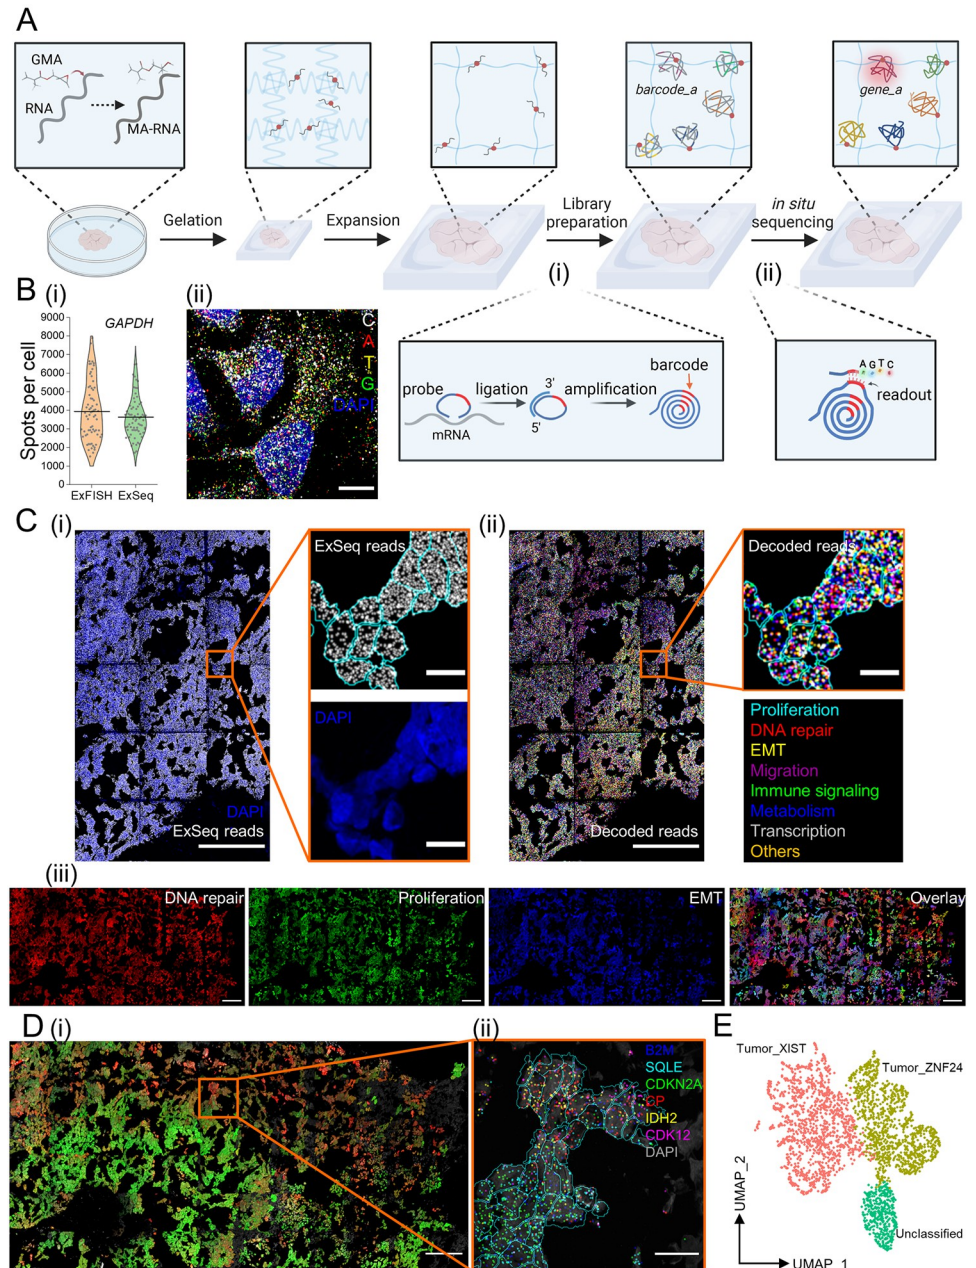 A
GMA
RNA
MA-RNA
barcode_a
gene_a
Gelation
Expansion
Library
preparation
in situ
sequencing
(i)
(ii)
B
(i)
GAPDH
Spots per cell
9000
8000
7000
6000
5000
4000
3000
2000
1000
0
ExFISH
ExSeq
(ii)
C
A
T
G
DAPI
probe
ligation
3'
amplification
barcode
mRNA
5'
A G T C
readout
C
(i)
ExSeq reads
DAPI
DAPI
ExSeq reads
(ii)
Decoded reads
Decoded reads
Proliferation
DNA repair
EMT
Migration
Immune signaling
Metabolism
Transcription
Others
(iii)
DNA repair
Proliferation
EMT
Overlay
D
(i)
(ii)
B2M
SQLE
CDKN2A
CP
IDH2
CDK12
DAPI
E
Tumor_XIST
Tumor_ZNF24
Unclassified
UMAP_2
UMAP_1